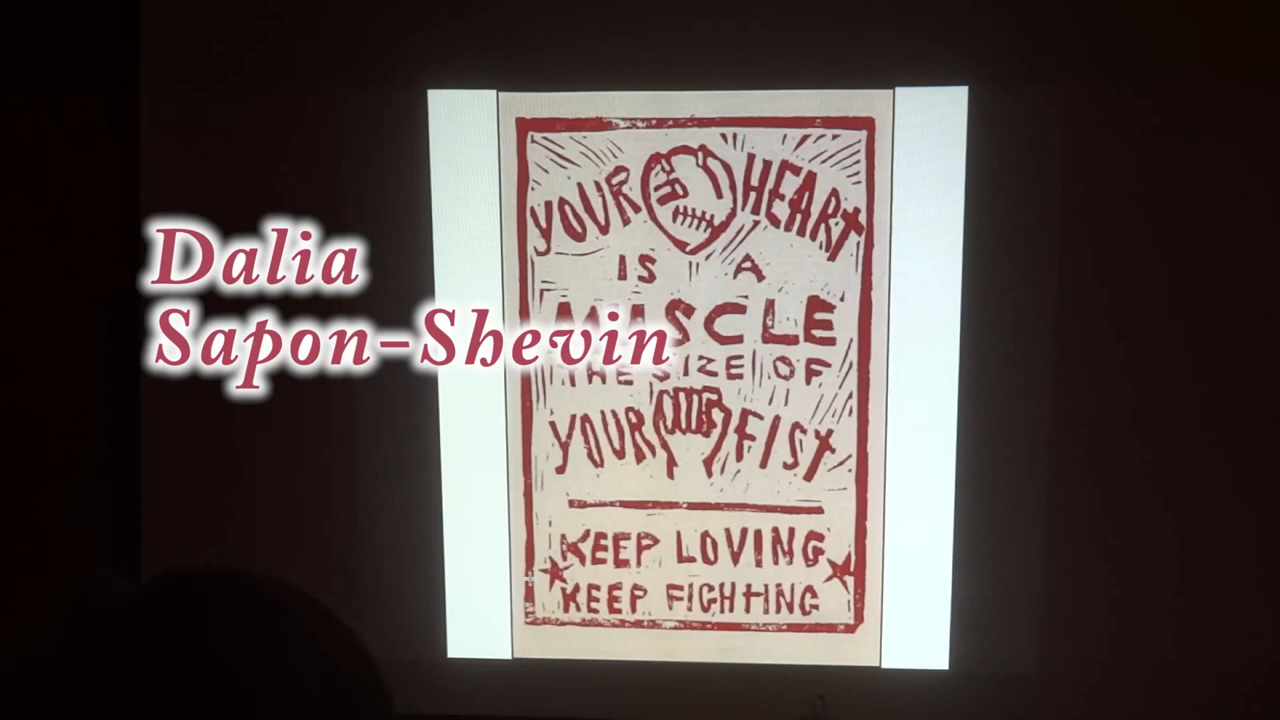 Dalia
Sapon-Shevin
YOUR HEART
IS A
MUSCLE
THE SIZE OF
YOUR FIST
KEEP LOVING
KEEP FIGHTING